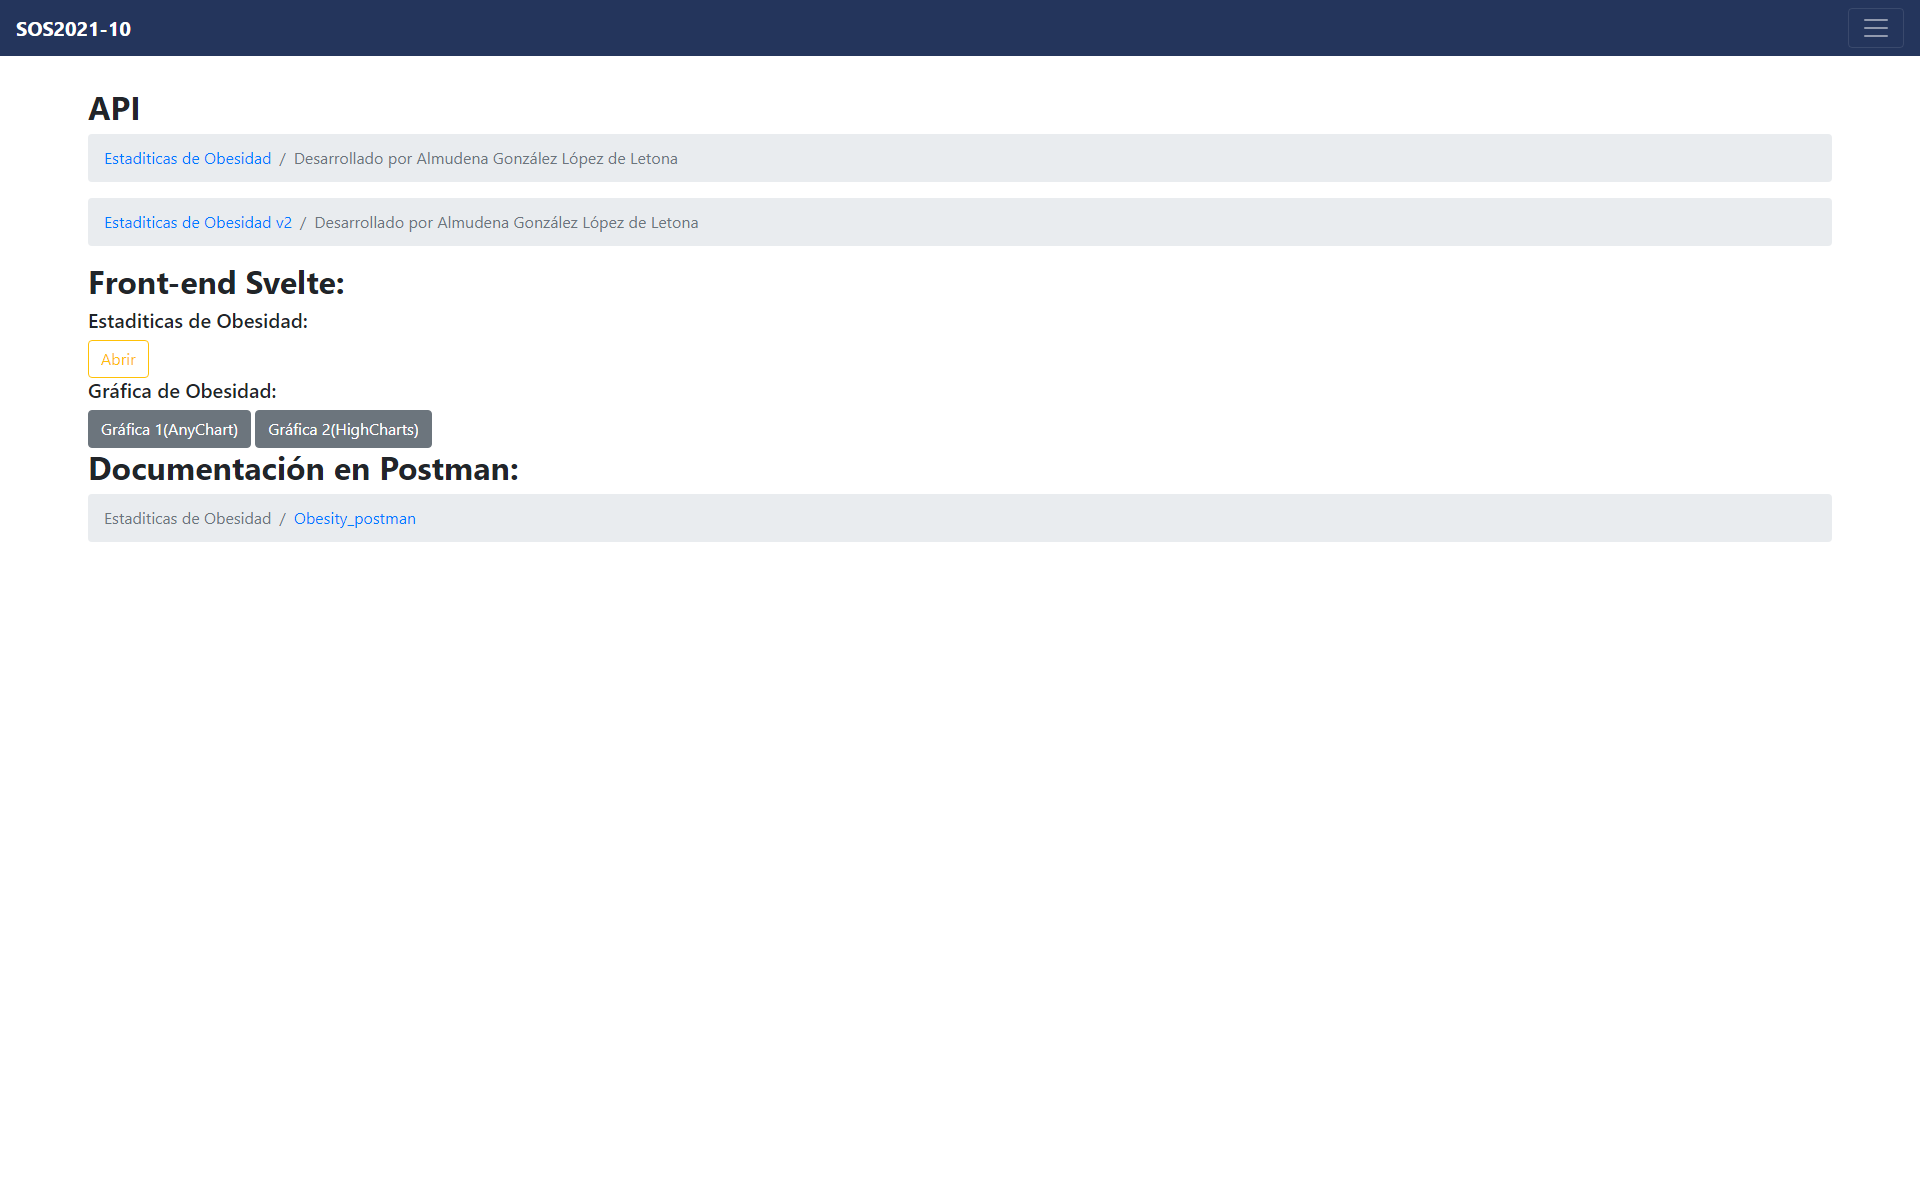 SOS2021-10
API
Estaditicas de Obesidad / Desarrollado por Almudena González López de Letona
Estaditicas de Obesidad v2 / Desarrollado por Almudena González López de Letona
Front-end Svelte:
Estaditicas de Obesidad:
Abrir
Gráfica de Obesidad:
Gráfica 1(AnyChart) Gráfica 2(HighCharts)
Documentación en Postman:
Estaditicas de Obesidad / Obesity_postman